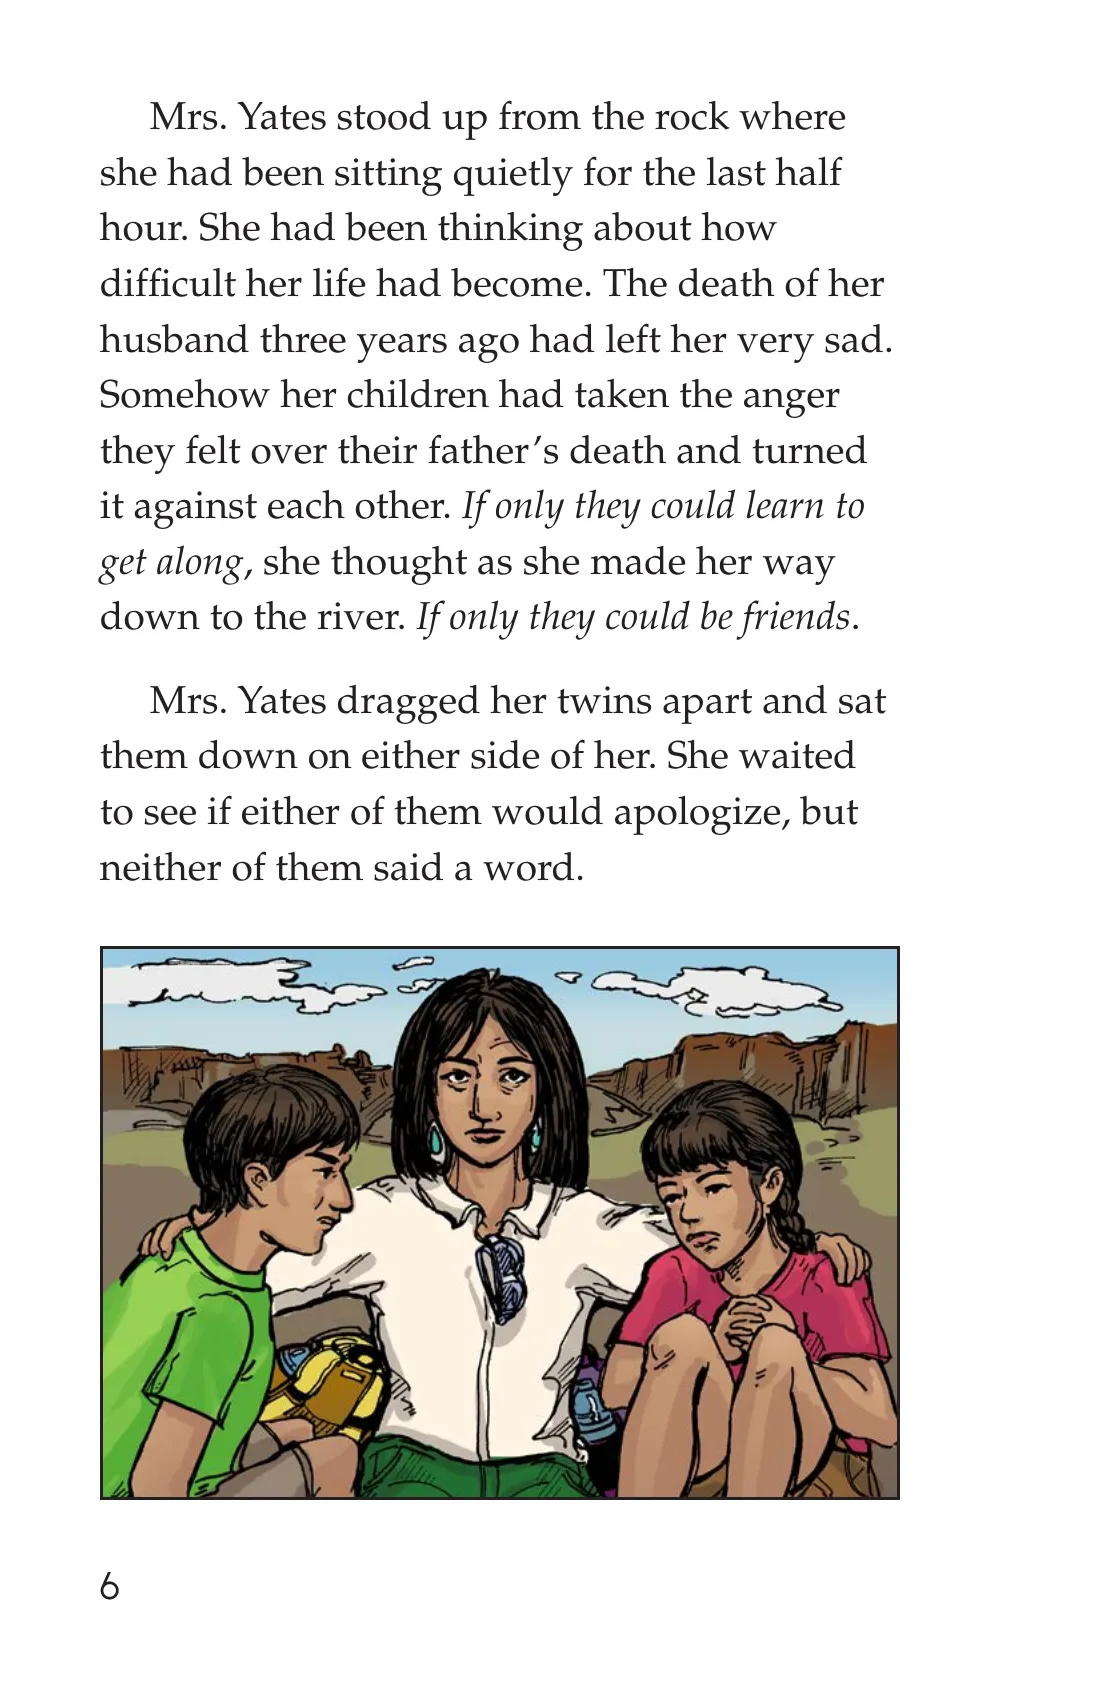 Mrs. Yates stood up from the rock where
she had been sitting quietly for the last half
hour. She had been thinking about how
difficult her life had become. The death of her
husband three years ago had left her very sad.
Somehow her children had taken the anger
they felt over their father’s death and turned
it against each other. If only they could learn to
get along, she thought as she made her way
down to the river. If only they could be friends.
Mrs. Yates dragged her twins apart and sat
them down on either side of her. She waited
to see if either of them would apologize, but
neither of them said a word.
6